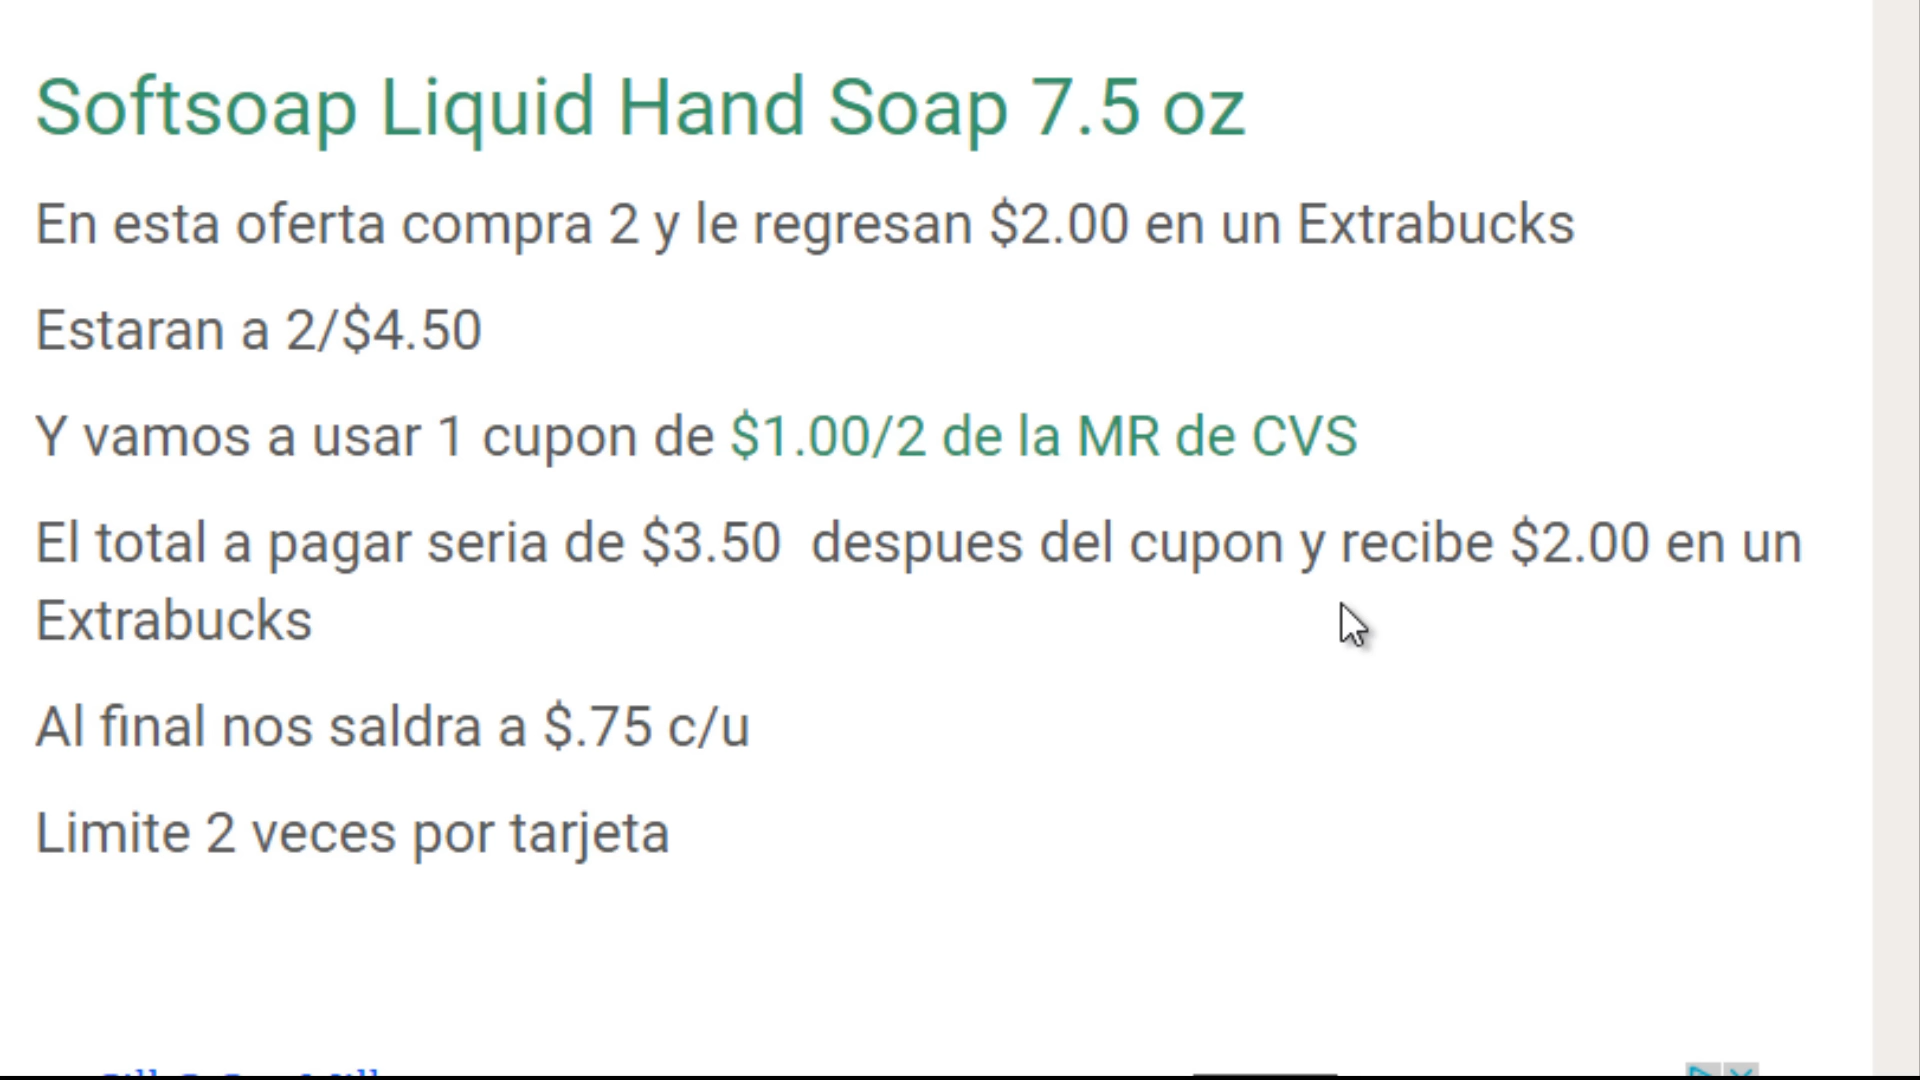 Softsoap Liquid Hand Soap 7.5 oz
En esta oferta compra 2 y le regresan $2.00 en un Extrabucks
Estaran a 2/$4.50
Y vamos a usar 1 cupon de $1.00/2 de la MR de CVS
El total a pagar seria de $3.50  despues del cupon y recibe $2.00 en un
Extrabucks
Al final nos saldra a $.75 c/u
Limite 2 veces por tarjeta